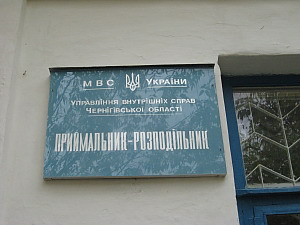 МВС УКРАЇНИ
УПРАВЛІННЯ ВНУТРІШНІХ СПРАВ
ЧЕРНІГІВСЬКОЇ ОБЛАСТІ
ПРИЙМАЛЬНИК-РОЗПОДІЛЬНИК